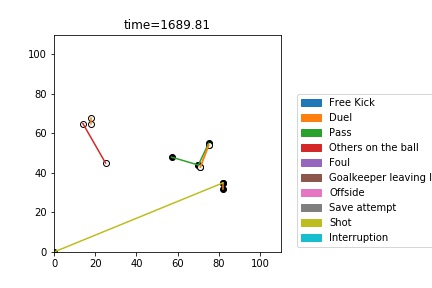 time=1689.81
100
80
60
40
20
0
0 20 40 60 80 100
Free Kick
Duel
Pass
Others on the ball
Foul
Goalkeeper leaving l
Offside
Save attempt
Shot
Interruption